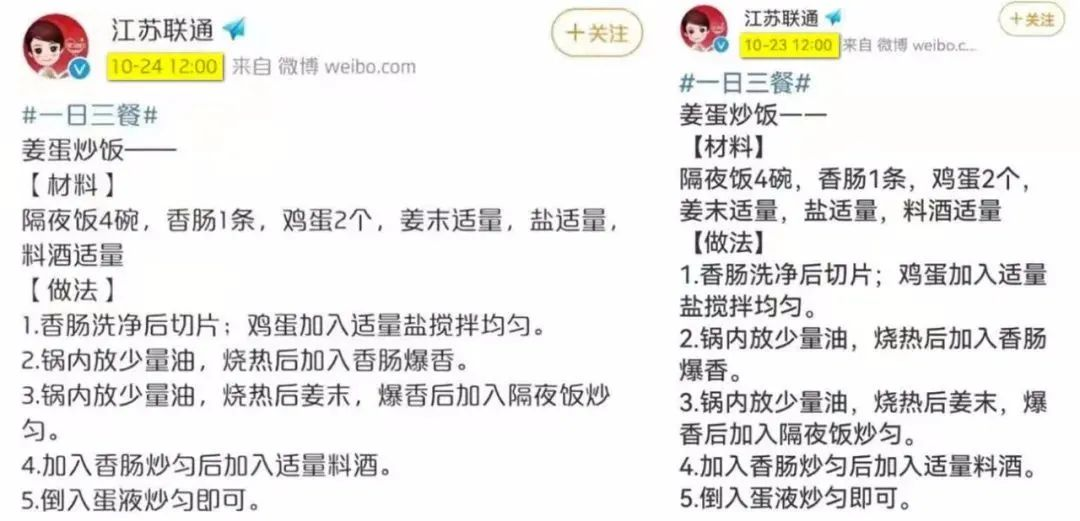 江苏联通
+关注
10-24 12:00 来自 微博 weibo.com
#一日三餐#
姜蛋炒饭——
【材料】
隔夜饭4碗，香肠1条，鸡蛋2个，姜末适量，盐适量，
料酒适量
【做法】
1.香肠洗净后切片；鸡蛋加入适量盐搅拌均匀。
2.锅内放少量油，烧热后加入香肠爆香。
3.锅内放少量油，烧热后姜末，爆香后加入隔夜饭炒
匀。
4.加入香肠炒匀后加入适量料酒。
5.倒入蛋液炒匀即可。
江苏联通
+关注
10-23 12:00 来自 微博 weibo.c...
#一日三餐#
姜蛋炒饭——
【材料】
隔夜饭4碗，香肠1条，鸡蛋2个，
姜末适量，盐适量，料酒适量
【做法】
1.香肠洗净后切片；鸡蛋加入适量
盐搅拌均匀。
2.锅内放少量油，烧热后加入香肠
爆香。
3.锅内放少量油，烧热后姜末，爆
香后加入隔夜饭炒匀。
4.加入香肠炒匀后加入适量料酒。
5.倒入蛋液炒匀即可。